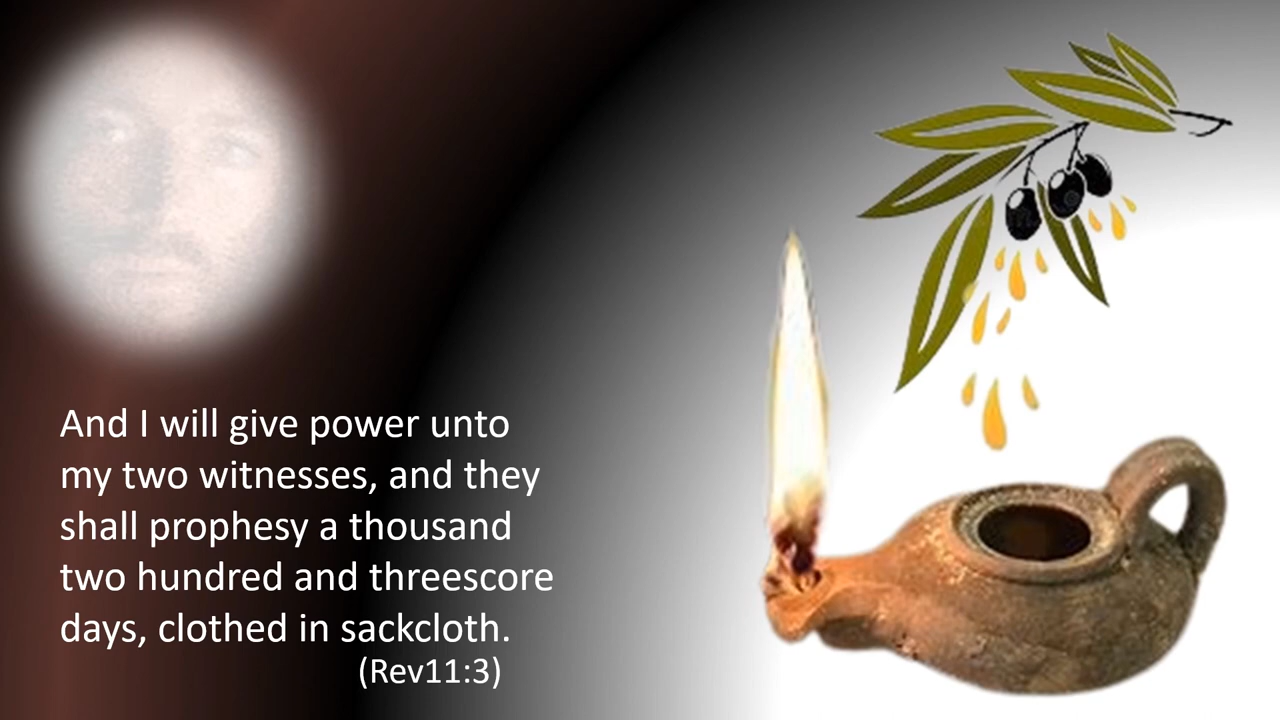 And I will give power unto
my two witnesses, and they
shall prophesy a thousand
two hundred and threescore
days, clothed in sackcloth.
(Rev11:3)